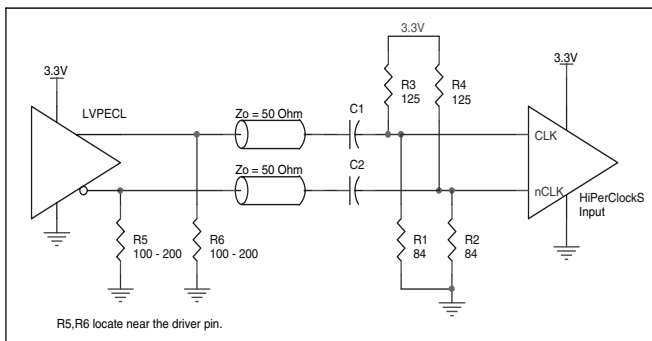 3.3V
3.3V
3.3V
R3
125
R4
125
LVPECL
Zo = 50 Ohm
C1
CLK
Zo = 50 Ohm
C2
nCLK
HiPerClockS
Input
R5
100 - 200
R6
100 - 200
R1
84
R2
84
R5,R6 locate near the driver pin.